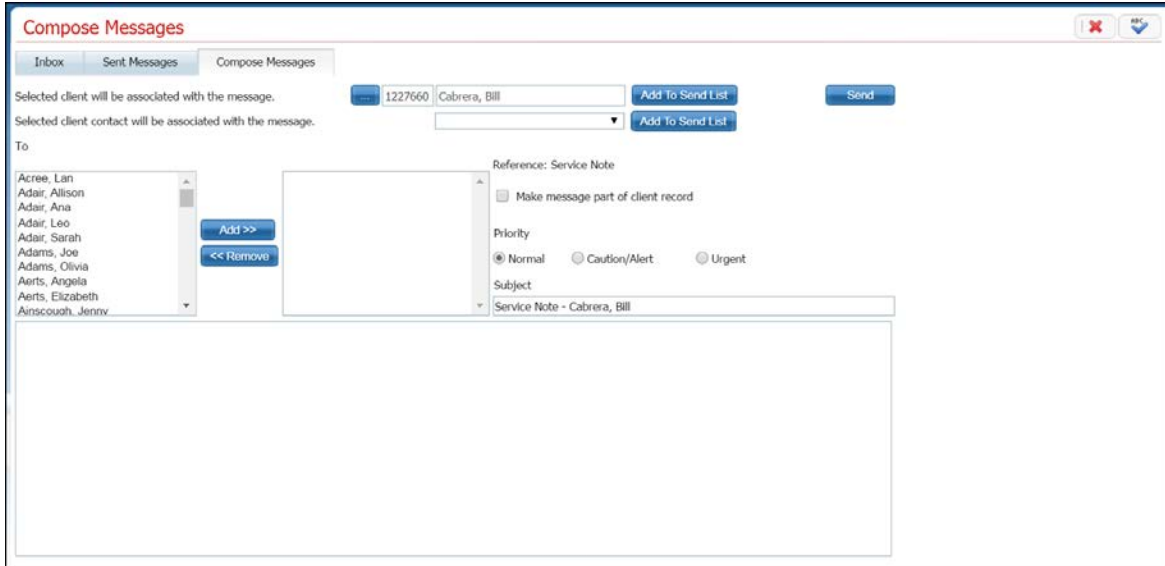 Compose Messages
ABC
Inbox Sent Messages Compose Messages
Selected client will be associated with the message. ... 1227660 Cabrera, Bill Add To Send List Send
Selected client contact will be associated with the message. Add To Send List
To
Reference: Service Note
Acree, Lan
Adair, Allison
Adair, Ana
Adair, Leo
Adair, Sarah
Adams, Joe
Adams, Olivia
Aerts, Angela
Aerts, Elizabeth
Ainscough, Jenny
Add >>
<< Remove
Make message part of client record
Priority
Normal Caution/Alert Urgent
Subject
Service Note - Cabrera, Bill